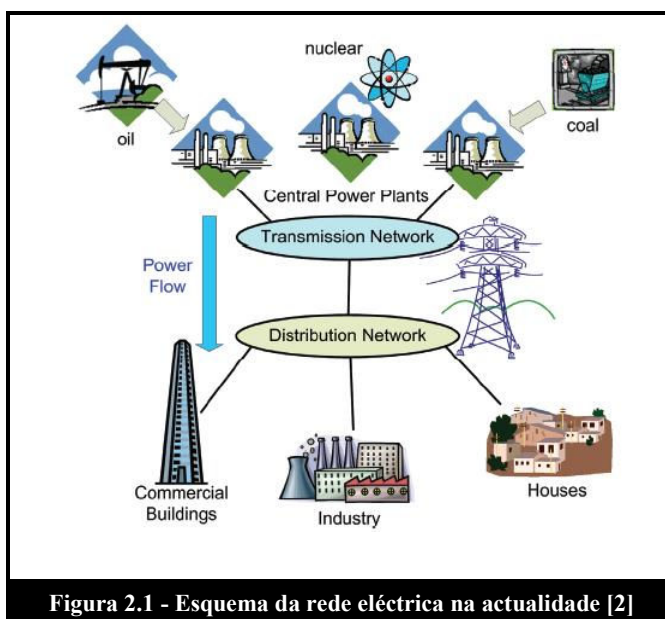 nuclear
oil
coal
Central Power Plants
Transmission Network
Power
Flow
Distribution Network
Commercial
Buildings
Industry
Houses
Figura 2.1 - Esquema da rede eléctrica na actualidade [2]